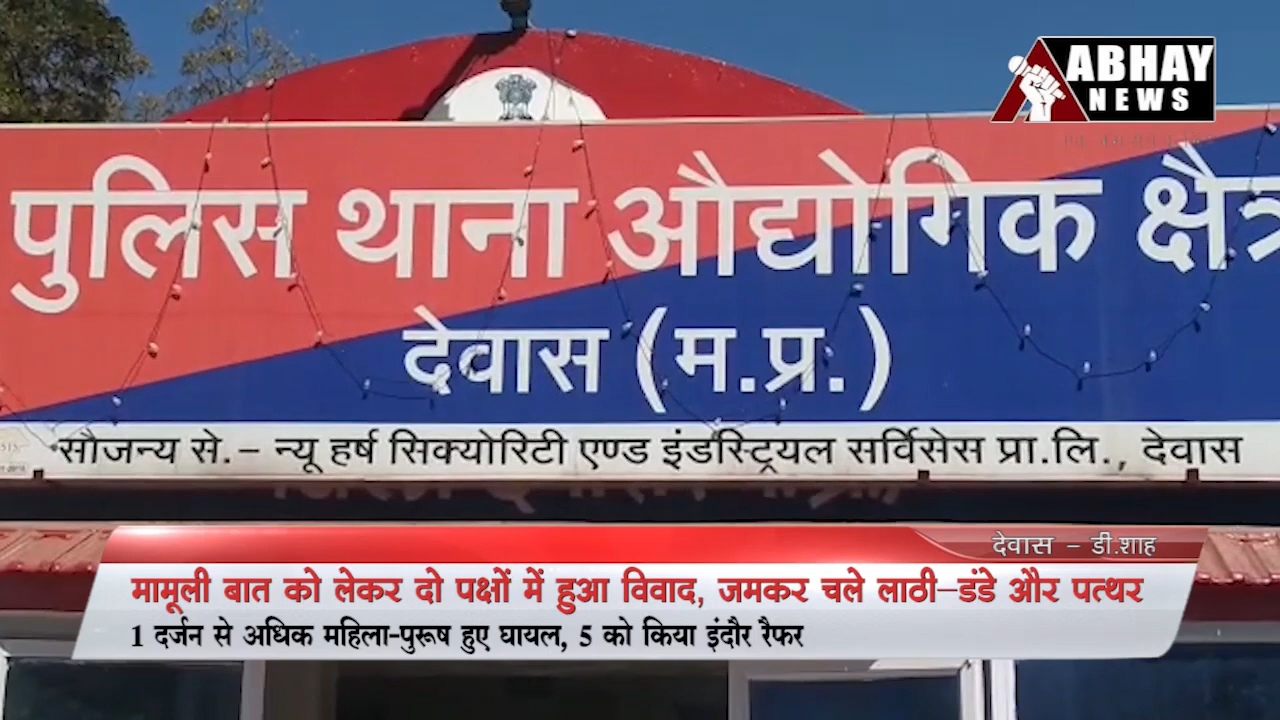 ABHAY
NEWS
पुलिस थाना औद्योगिक क्षैत्र
देवास (म.प्र.)
सौजन्य से.- न्यू हर्ष सिक्योरिटी एण्ड इंडस्ट्रियल सर्विसेस प्रा.लि., देवास
देवास - डी.शाह
मामूली बात को लेकर दो पक्षों में हुआ विवाद, जमकर चले लाठी-डंडे और पत्थर
1 दर्जन से अधिक महिला-पुरूष हुए घायल, 5 को किया इंदौर रैफर